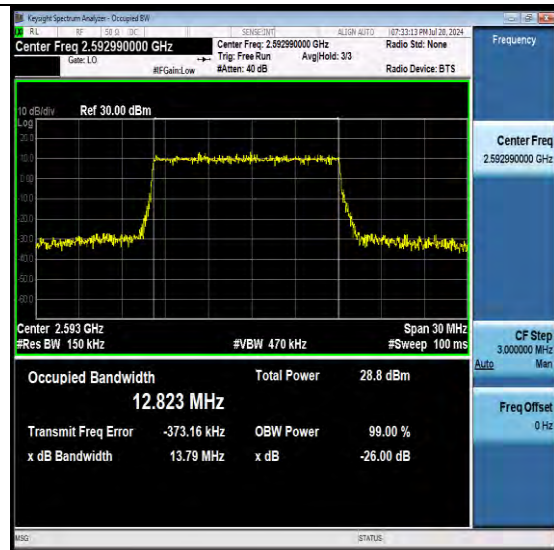 Keysight Spectrum Analyzer - Occupied BW
RL RF 50 Ω DC SENSE:INT ALIGN AUTO 07:33:13 PM Jul 20, 2024
Center Freq 2.592990000 GHz Center Freq: 2.592990000 GHz Radio Std: None Frequency
Gate: LO Trig: Free Run Avg|Hold: 3/3
#IFGain:Low #Atten: 40 dB Radio Device: BTS
10 dB/div Ref 30.00 dBm
Log
20.0
10.0
0.00
-10.0
-20.0
-30.0
-40.0
-50.0
-60.0
Center Freq
2.592990000 GHz
Center 2.593 GHz Span 30 MHz
#Res BW 150 kHz #VBW 470 kHz #Sweep 100 ms
CF Step
3.000000 MHz
Auto Man
Occupied Bandwidth Total Power 28.8 dBm
12.823 MHz
Transmit Freq Error -373.16 kHz OBW Power 99.00 %
x dB Bandwidth 13.79 MHz x dB -26.00 dB
Freq Offset
0 Hz
MSG STATUS